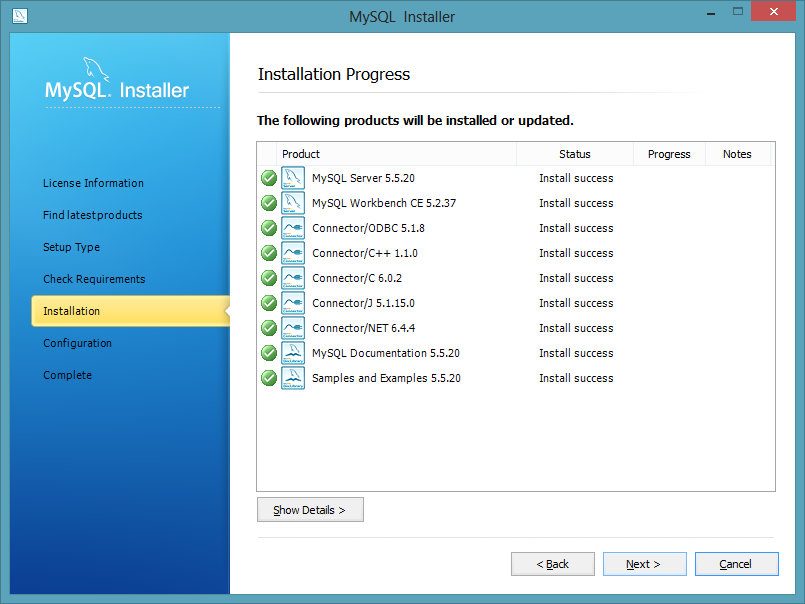 MySQL Installer
MySQL. Installer
License Information
Find latest products
Setup Type
Check Requirements
Installation
Configuration
Complete
Installation Progress
The following products will be installed or updated.
Product Status Progress Notes
MySQL Server 5.5.20 Install success
MySQL Workbench CE 5.2.37 Install success
Connector/ODBC 5.1.8 Install success
Connector/C++ 1.1.0 Install success
Connector/C 6.0.2 Install success
Connector/J 5.1.15.0 Install success
Connector/NET 6.4.4 Install success
MySQL Documentation 5.5.20 Install success
Samples and Examples 5.5.20 Install success
Show Details >
< Back Next > Cancel